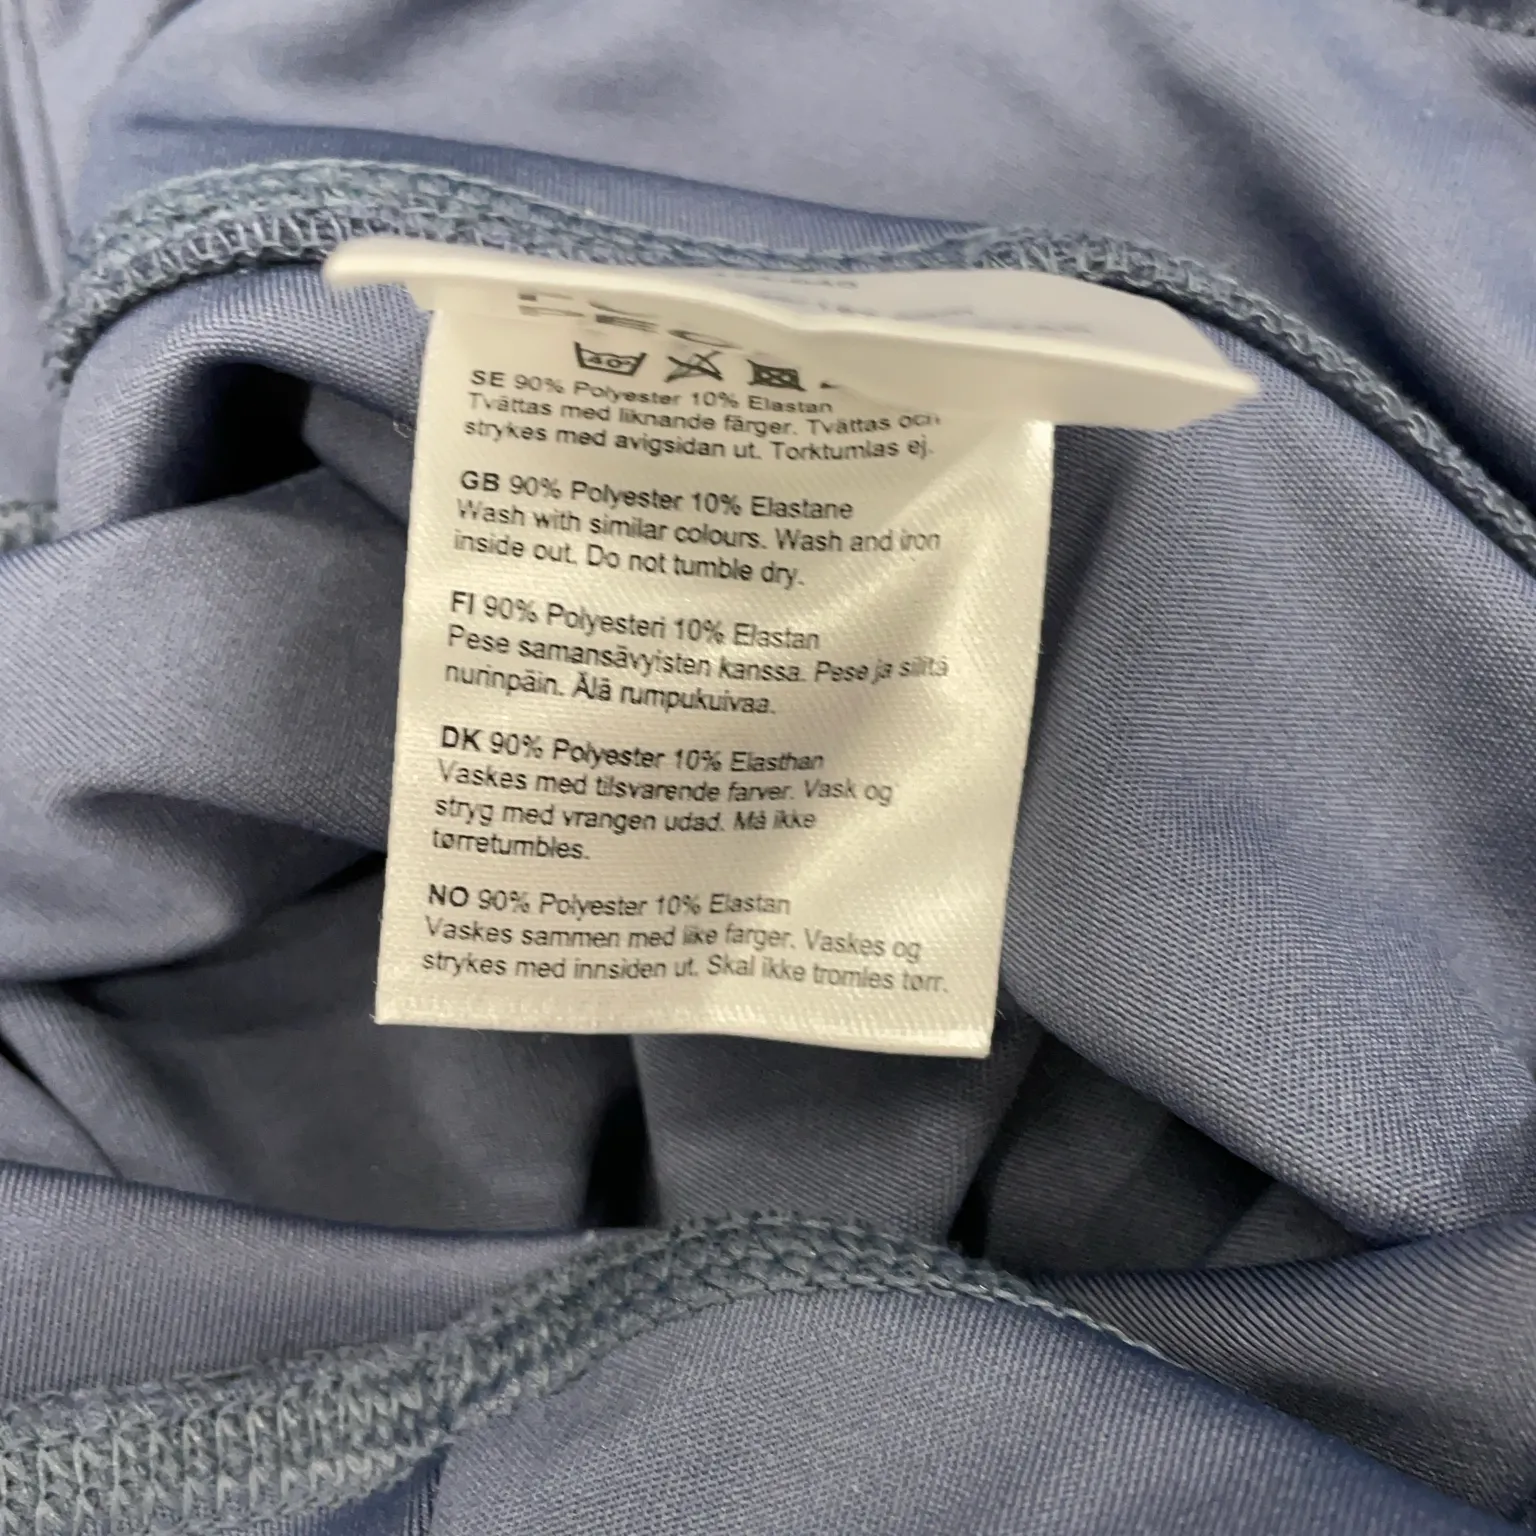 40°
SE 90% Polyester 10% Elastan
Tvättas med liknande färger. Tvättas och
strykes med avigsidan ut. Torktumlas ej.
GB 90% Polyester 10% Elastane
Wash with similar colours. Wash and iron
inside out. Do not tumble dry.
FI 90% Polyesteri 10% Elastan
Pese samansävyisten kanssa. Pese ja silitä
nurinpäin. Älä rumpukuivaa.
DK 90% Polyester 10% Elasthan
Vaskes med tilsvarende farver. Vask og
stryg med vrangen udad. Må ikke
tørretumbles.
NO 90% Polyester 10% Elastan
Vaskes sammen med like farger. Vaskes og
strykes med innsiden ut. Skal ikke tromles tørr.